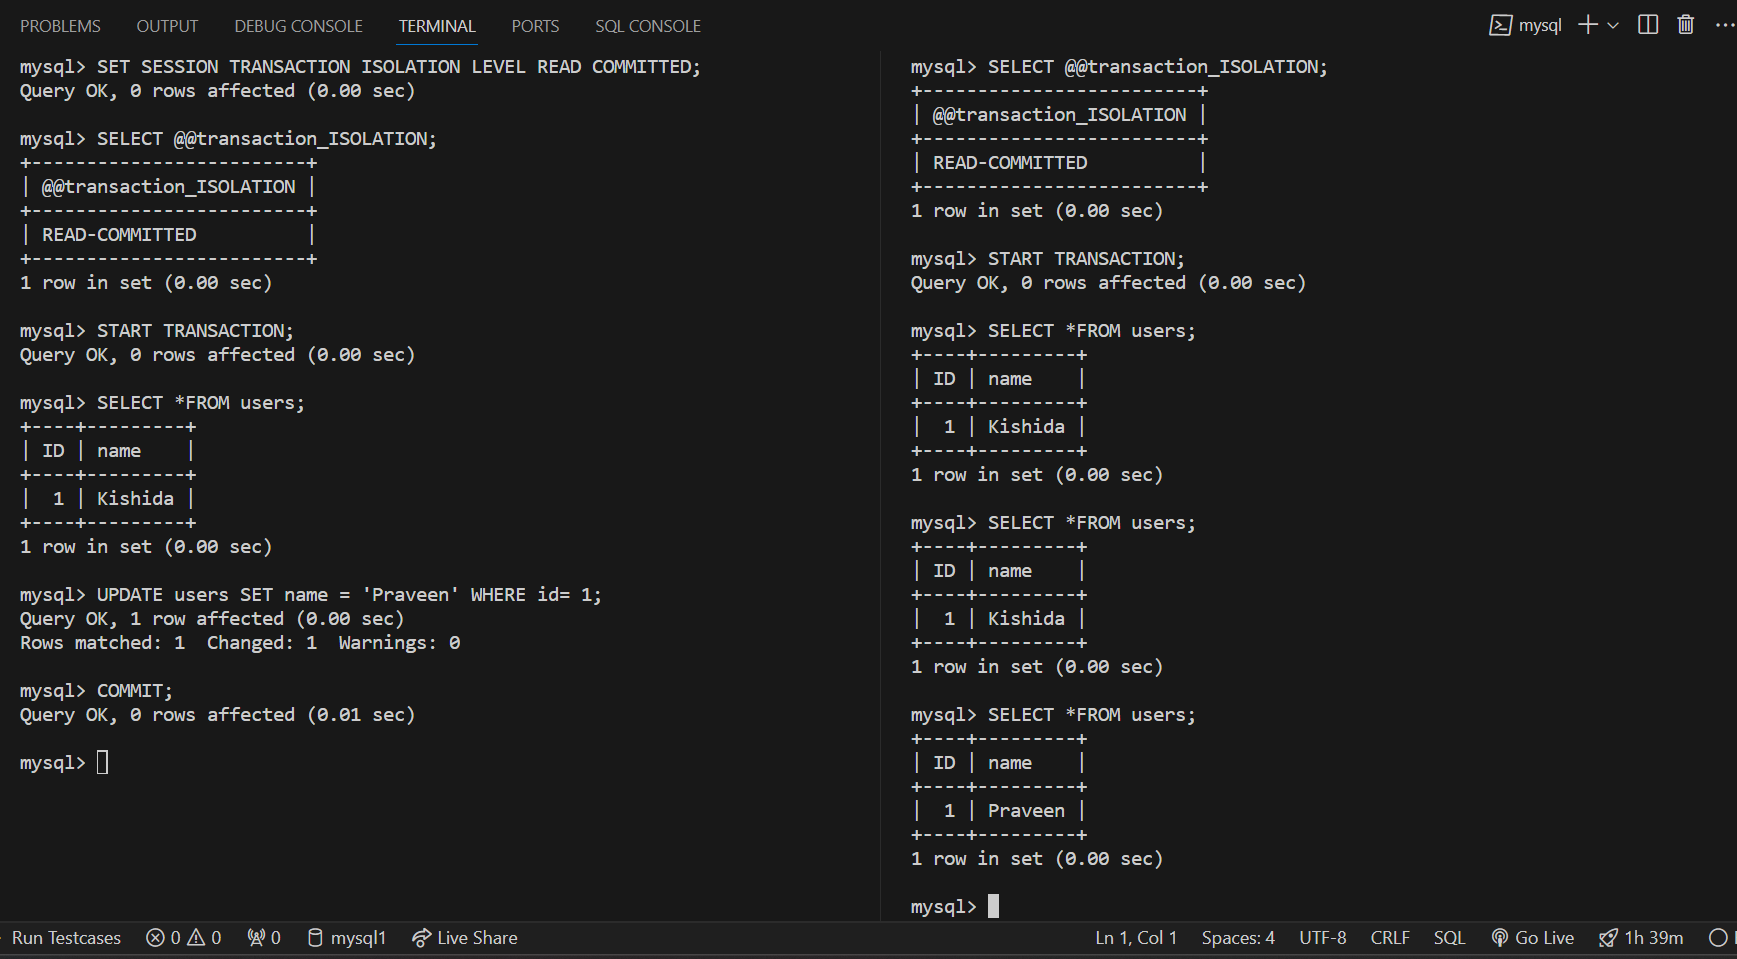 PROBLEMS OUTPUT DEBUG CONSOLE TERMINAL PORTS SQL CONSOLE mysql
mysql> SET SESSION TRANSACTION ISOLATION LEVEL READ COMMITTED;
Query OK, 0 rows affected (0.00 sec)
mysql> SELECT @@transaction_ISOLATION;
+-------------------------+
| @@transaction_ISOLATION |
+-------------------------+
| READ-COMMITTED          |
+-------------------------+
1 row in set (0.00 sec)
mysql> START TRANSACTION;
Query OK, 0 rows affected (0.00 sec)
mysql> SELECT *FROM users;
+----+---------+
| ID | name    |
+----+---------+
|  1 | Kishida |
+----+---------+
1 row in set (0.00 sec)
mysql> UPDATE users SET name = 'Praveen' WHERE id= 1;
Query OK, 1 row affected (0.00 sec)
Rows matched: 1  Changed: 1  Warnings: 0
mysql> COMMIT;
Query OK, 0 rows affected (0.01 sec)
mysql>
mysql> SELECT @@transaction_ISOLATION;
+-------------------------+
| @@transaction_ISOLATION |
+-------------------------+
| READ-COMMITTED          |
+-------------------------+
1 row in set (0.00 sec)
mysql> START TRANSACTION;
Query OK, 0 rows affected (0.00 sec)
mysql> SELECT *FROM users;
+----+---------+
| ID | name    |
+----+---------+
|  1 | Kishida |
+----+---------+
1 row in set (0.00 sec)
mysql> SELECT *FROM users;
+----+---------+
| ID | name    |
+----+---------+
|  1 | Kishida |
+----+---------+
1 row in set (0.00 sec)
mysql> SELECT *FROM users;
+----+---------+
| ID | name    |
+----+---------+
|  1 | Praveen |
+----+---------+
1 row in set (0.00 sec)
mysql>
Run Testcases 0 0 0 mysql1 Live Share Ln 1, Col 1 Spaces: 4 UTF-8 CRLF SQL Go Live 1h 39m